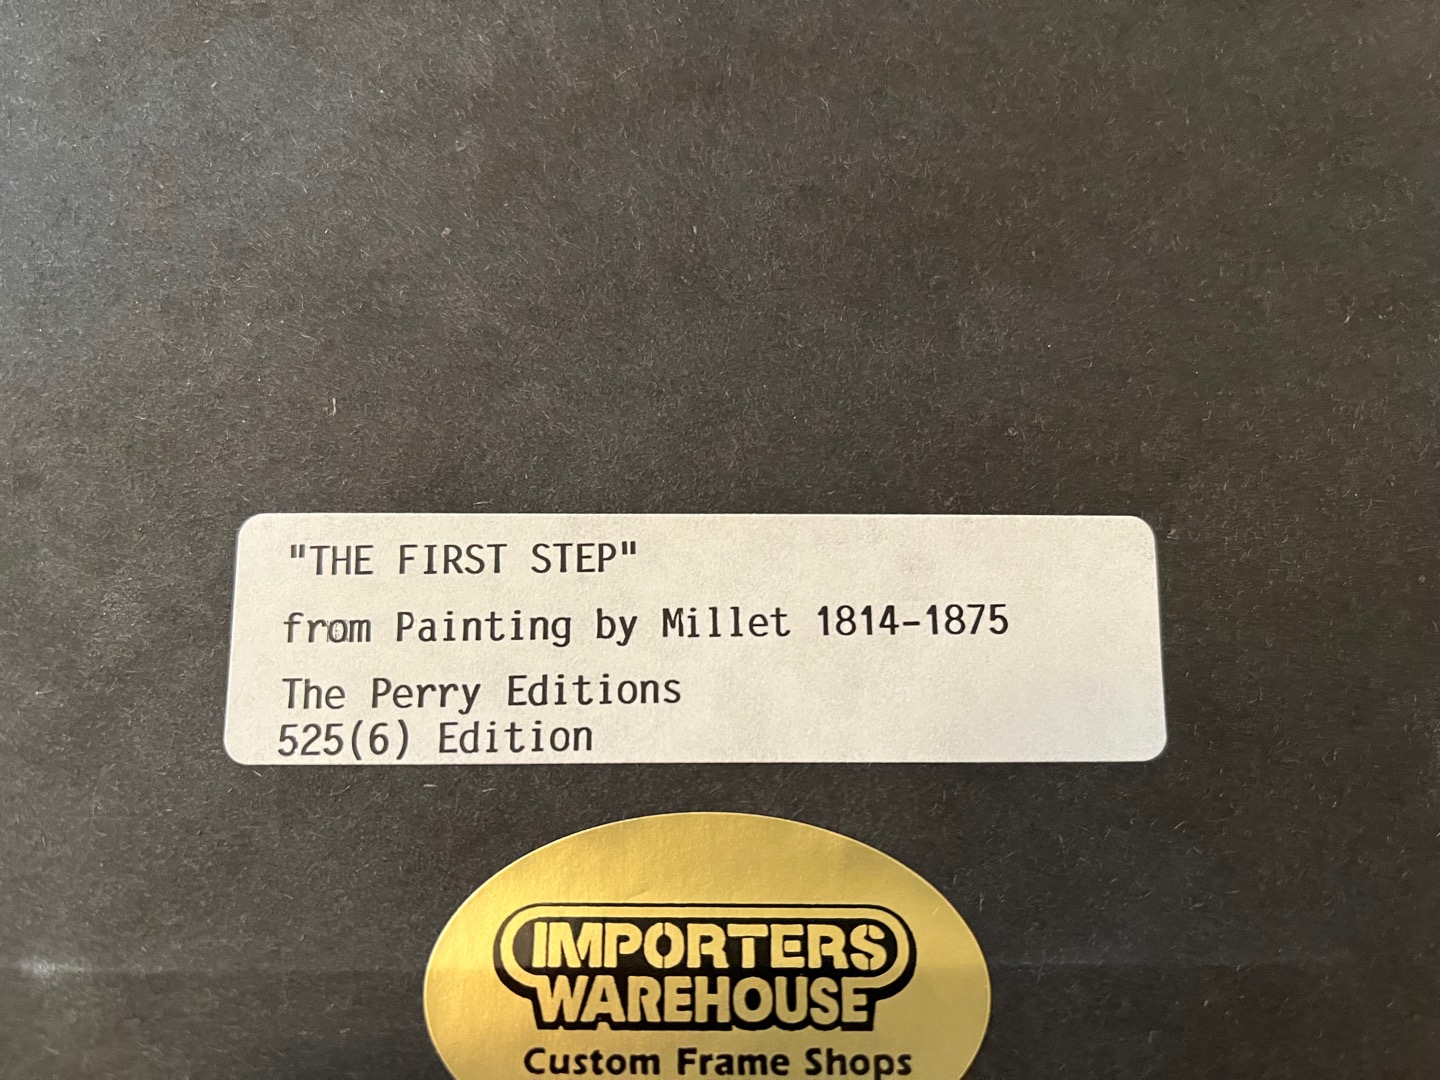 "THE FIRST STEP"
from Painting by Millet 1814-1875
The Perry Editions
525(6) Edition
IMPORTERS
WAREHOUSE
Custom Frame Shops